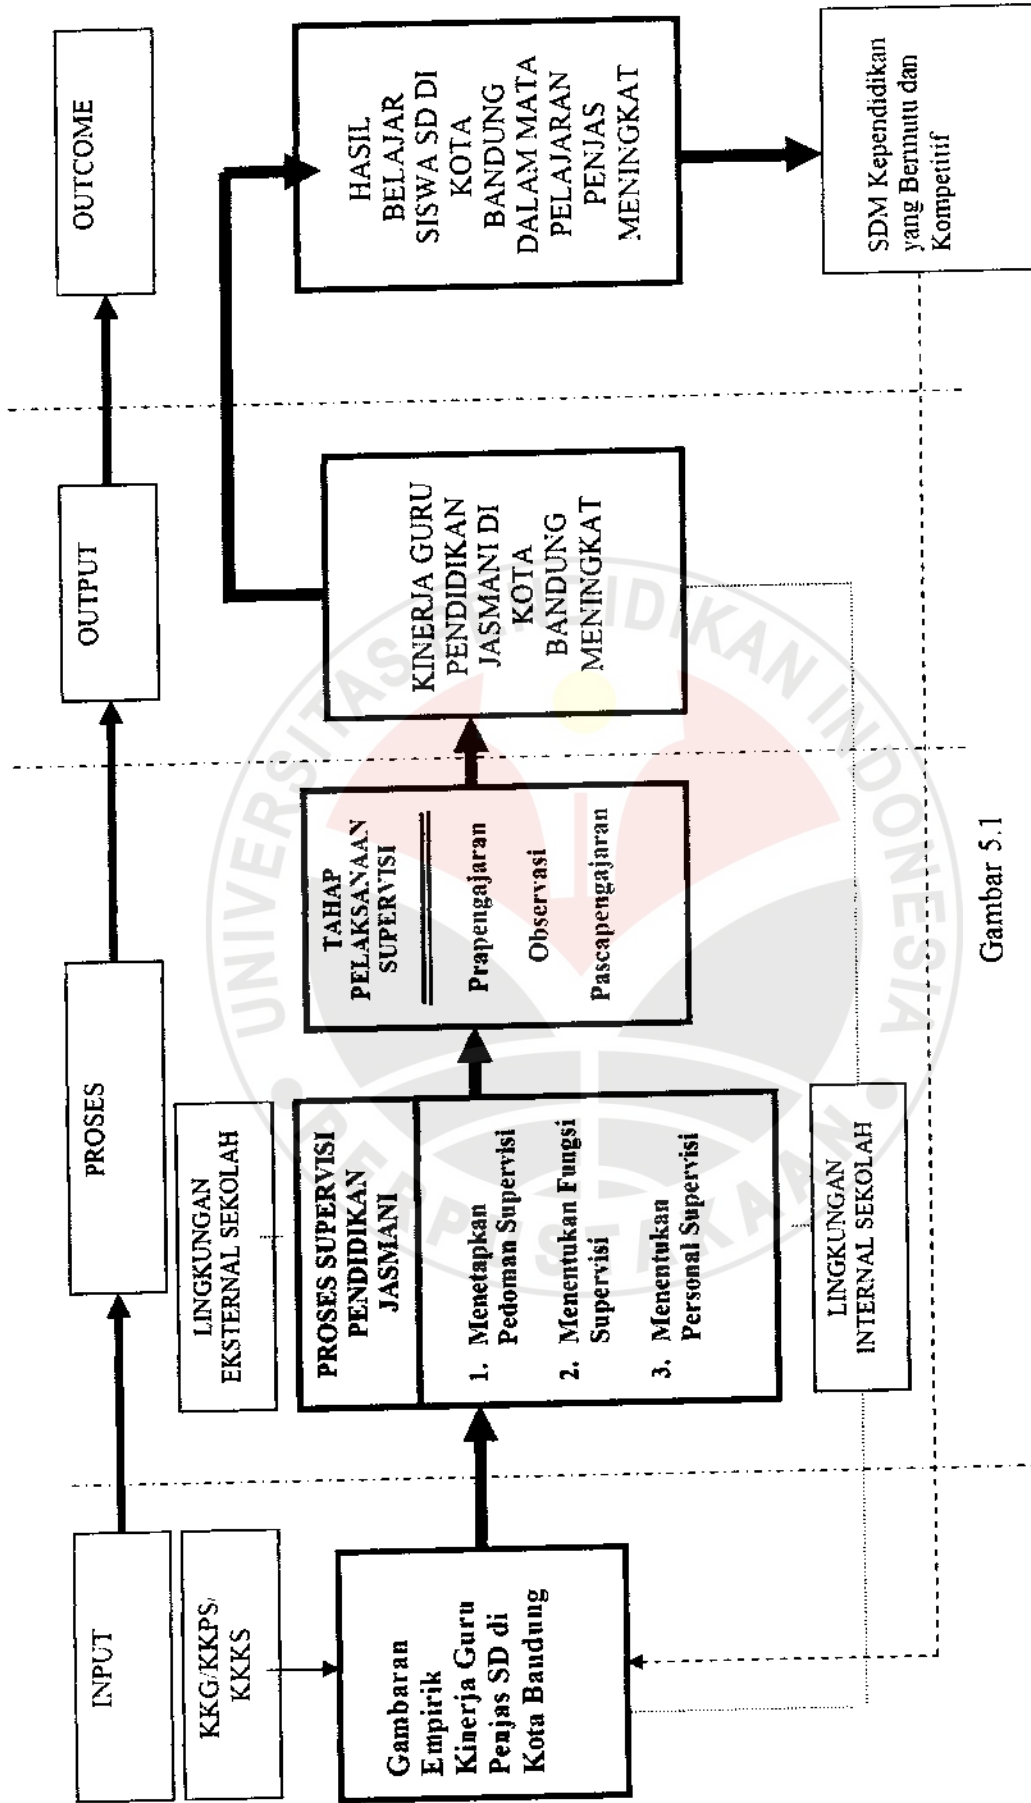 INPUT
PROSES
OUTPUT
OUTCOME
KKG/KKPS/
KKKS
LINGKUNGAN
EKSTERNAL SEKOLAH
Gambaran
Empirik
Kinerja Guru
Penjas SD di
Kota Bandung
PROSES SUPERVISI
PENDIDIKAN
JASMANI
1. Menetapkan
Pedoman Supervisi
2. Menentukan Fungsi
Supervisi
3. Menentukan
Personal Supervisi
TAHAP
PELAKSANAAN
SUPERVISI
Prapengajaran
Observasi
Pascapengajaran
KINERJA GURU
PENDIDIKAN
JASMANI DI
KOTA
BANDUNG
MENINGKAT
HASIL
BELAJAR
SISWA SD DI
KOTA
BANDUNG
DALAM MATA
PELAJARAN
PENJAS
MENINGKAT
LINGKUNGAN
INTERNAL SEKOLAH
SDM Kependidikan
yang Bermutu dan
Kompetitif
Gambar 5.1
UNIVERSITAS PENDIDIKAN INDONESIA
PERPUSTAKAAN